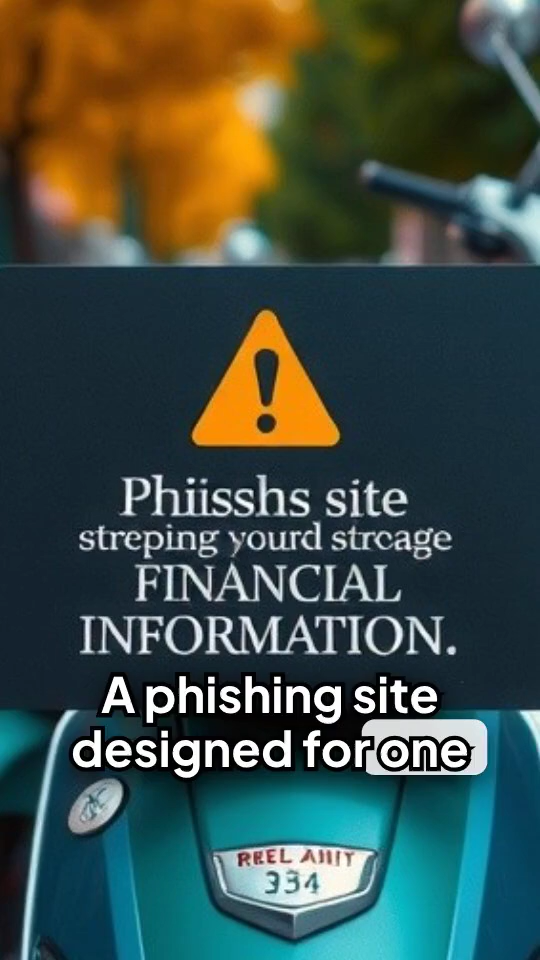 Phiisshs site
streping yourd strcage
FINANCIAL
INFORMATION.
A phishing site
designed for one
REEL AHIT
334